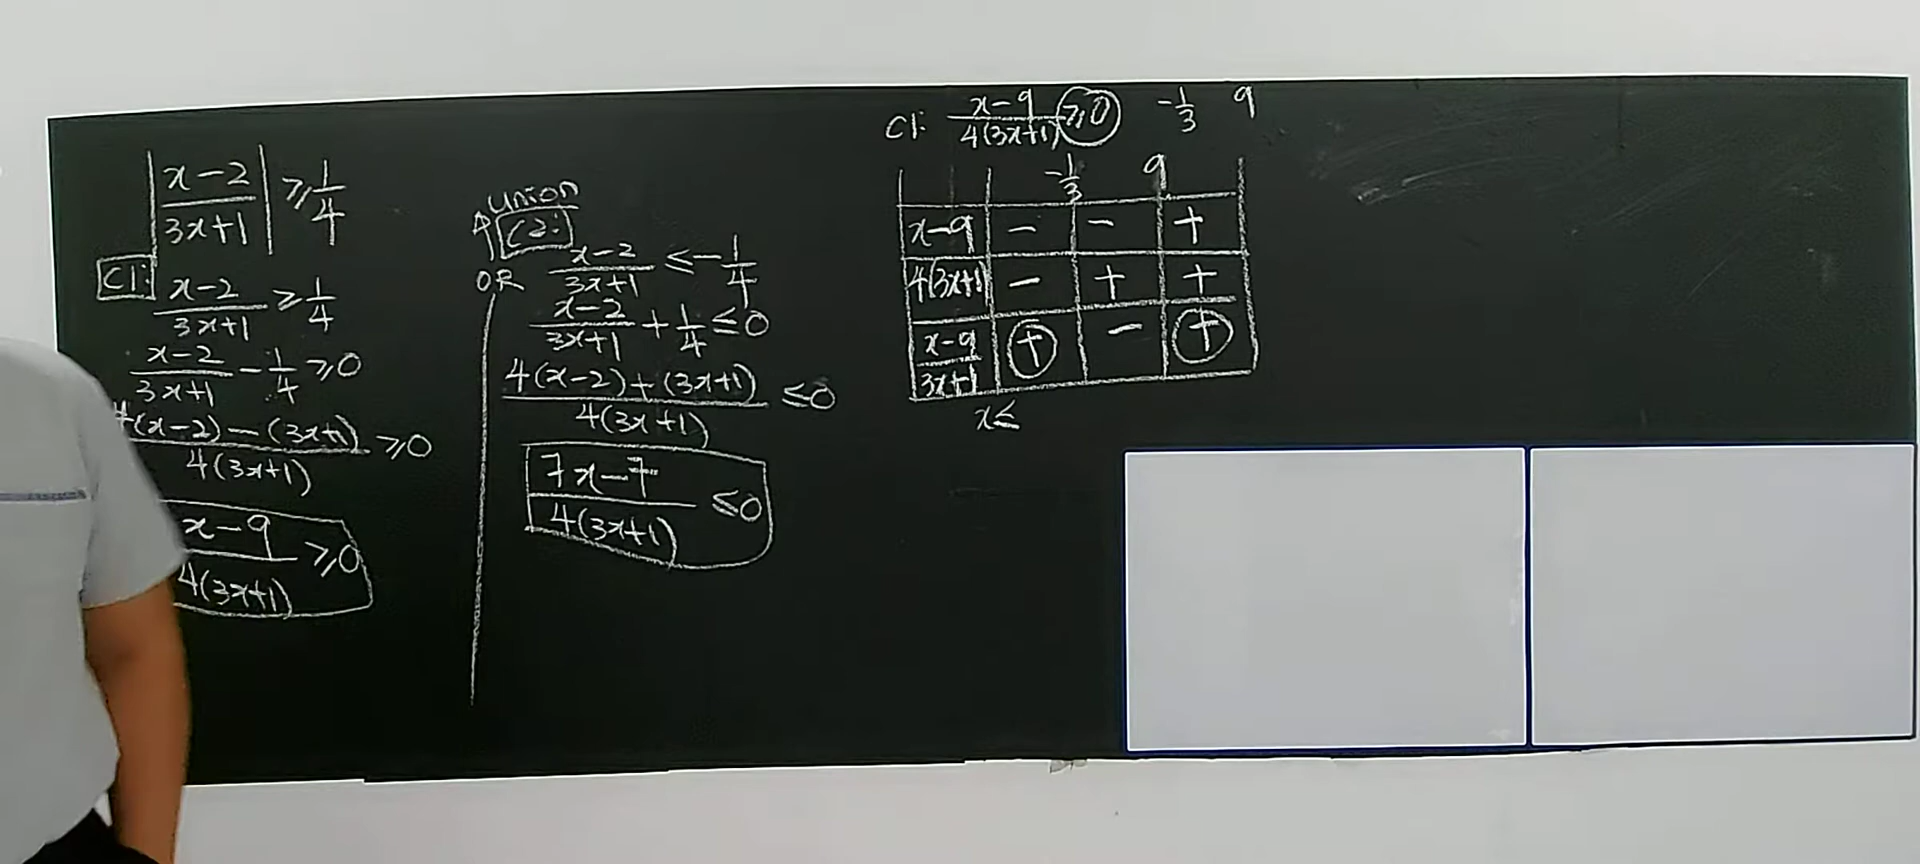 |x-2/3x+1| ⩾ 1/4
C1:
x-2/3x+1 ⩾ 1/4
x-2/3x+1 - 1/4 ⩾ 0
4(x-2) - (3x+1)/4(3x+1) ⩾ 0
x-9/4(3x+1) ⩾ 0
union
OR
C2:
x-2/3x+1 ≤ -1/4
x-2/3x+1 + 1/4 ≤ 0
4(x-2) + (3x+1)/4(3x+1) ≤ 0
7x-7/4(3x+1) ≤ 0
C1: x-9/4(3x+1) ⩾ 0 -1/3 9
-1/3 9
x-9 - - +
4(3x+1) - + +
x-9/3x+1 + - +
x≤